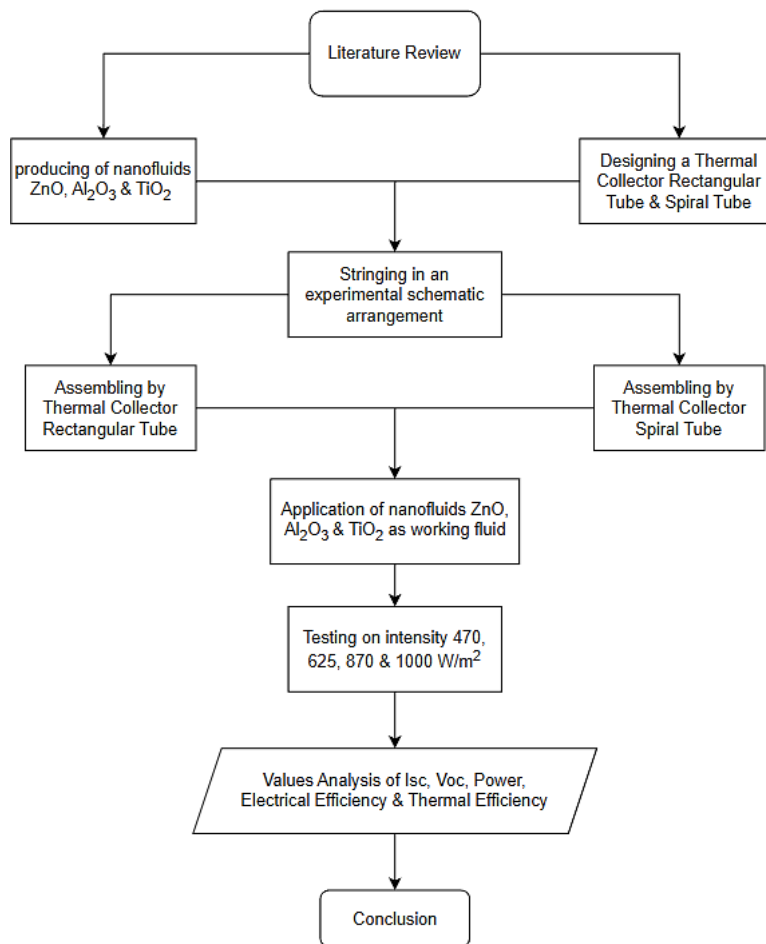 Literature Review
producing of nanofluids
ZnO, Al₂O₃ & TiO₂
Designing a Thermal
Collector Rectangular
Tube & Spiral Tube
Stringing in an
experimental schematic
arrangement
Assembling by
Thermal Collector
Rectangular Tube
Assembling by
Thermal Collector
Spiral Tube
Application of nanofluids ZnO,
Al₂O₃ & TiO₂ as working fluid
Testing on intensity 470,
625, 870 & 1000 W/m²
Values Analysis of Isc, Voc, Power,
Electrical Efficiency & Thermal Efficiency
Conclusion